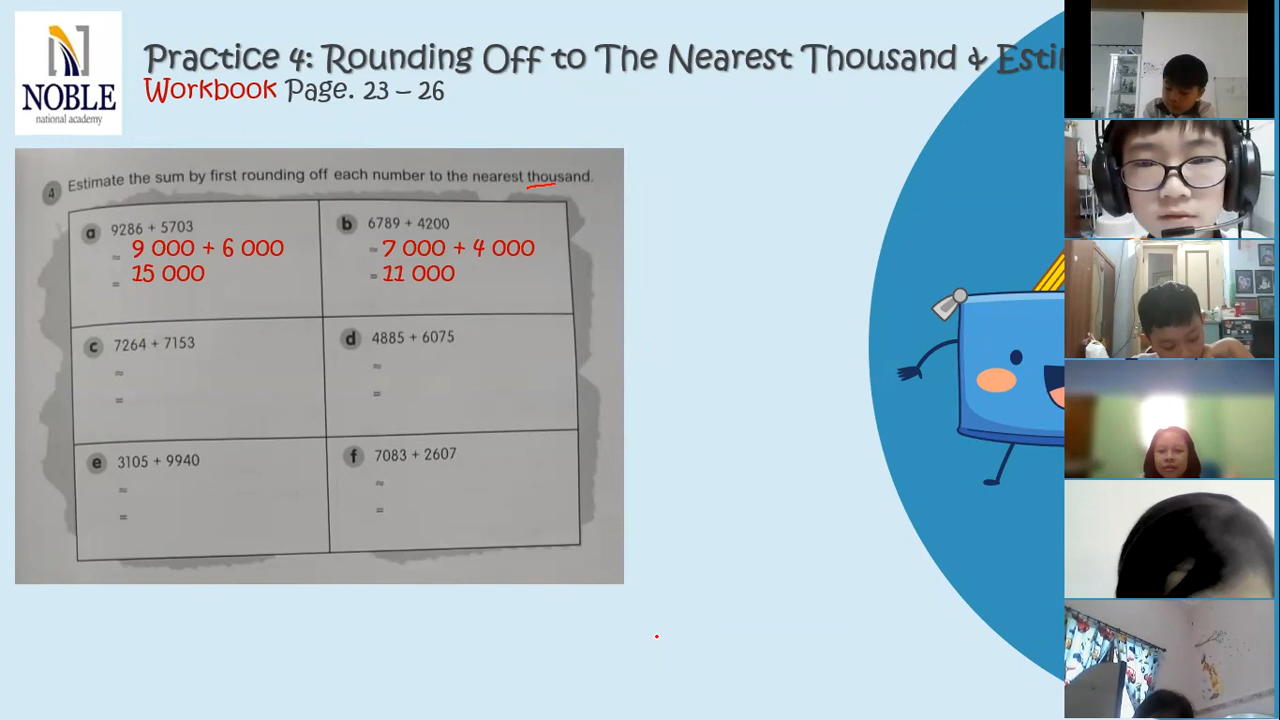 NOBLE
national academy
Practice 4: Rounding Off to The Nearest Thousand &
Workbook Page. 23 – 26
4 Estimate the sum by first rounding off each number to the nearest thousand.
a 9286 + 5703
≈ 9 000 + 6 000
= 15 000
b 6789 + 4200
≈ 7 000 + 4 000
= 11 000
c 7264 + 7153
≈
=
d 4885 + 6075
≈
=
e 3105 + 9940
≈
=
f 7083 + 2607
≈
=